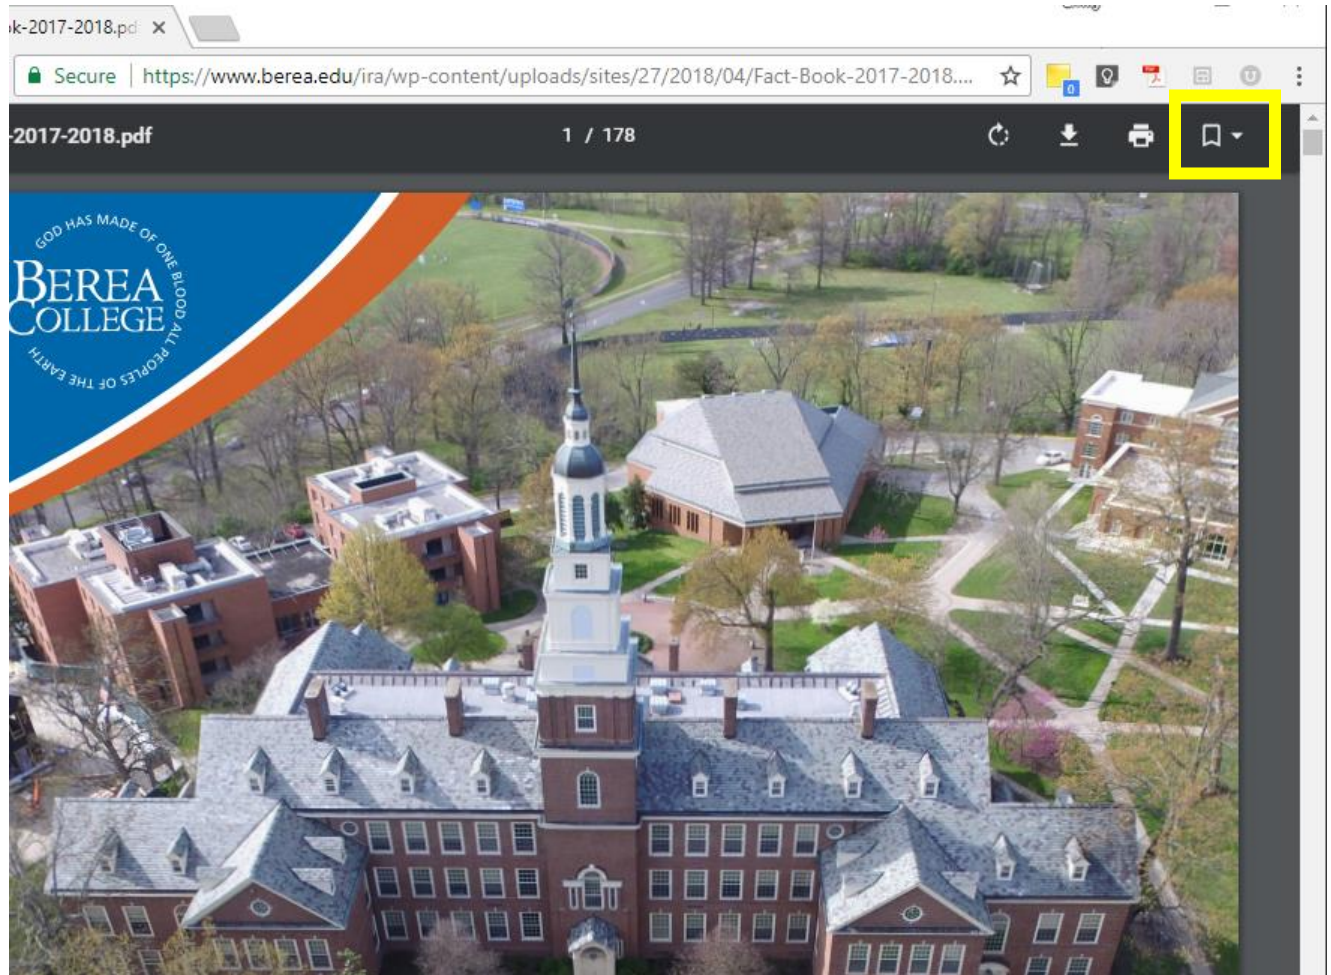 ok-2017-2018.pd
Secure | https://www.berea.edu/ira/wp-content/uploads/sites/27/2018/04/Fact-Book-2017-2018....
0
-2017-2018.pdf
1 / 178
GOD HAS MADE OF ONE BLOOD ALL PEOPLES OF THE EARTH
BEREA
COLLEGE